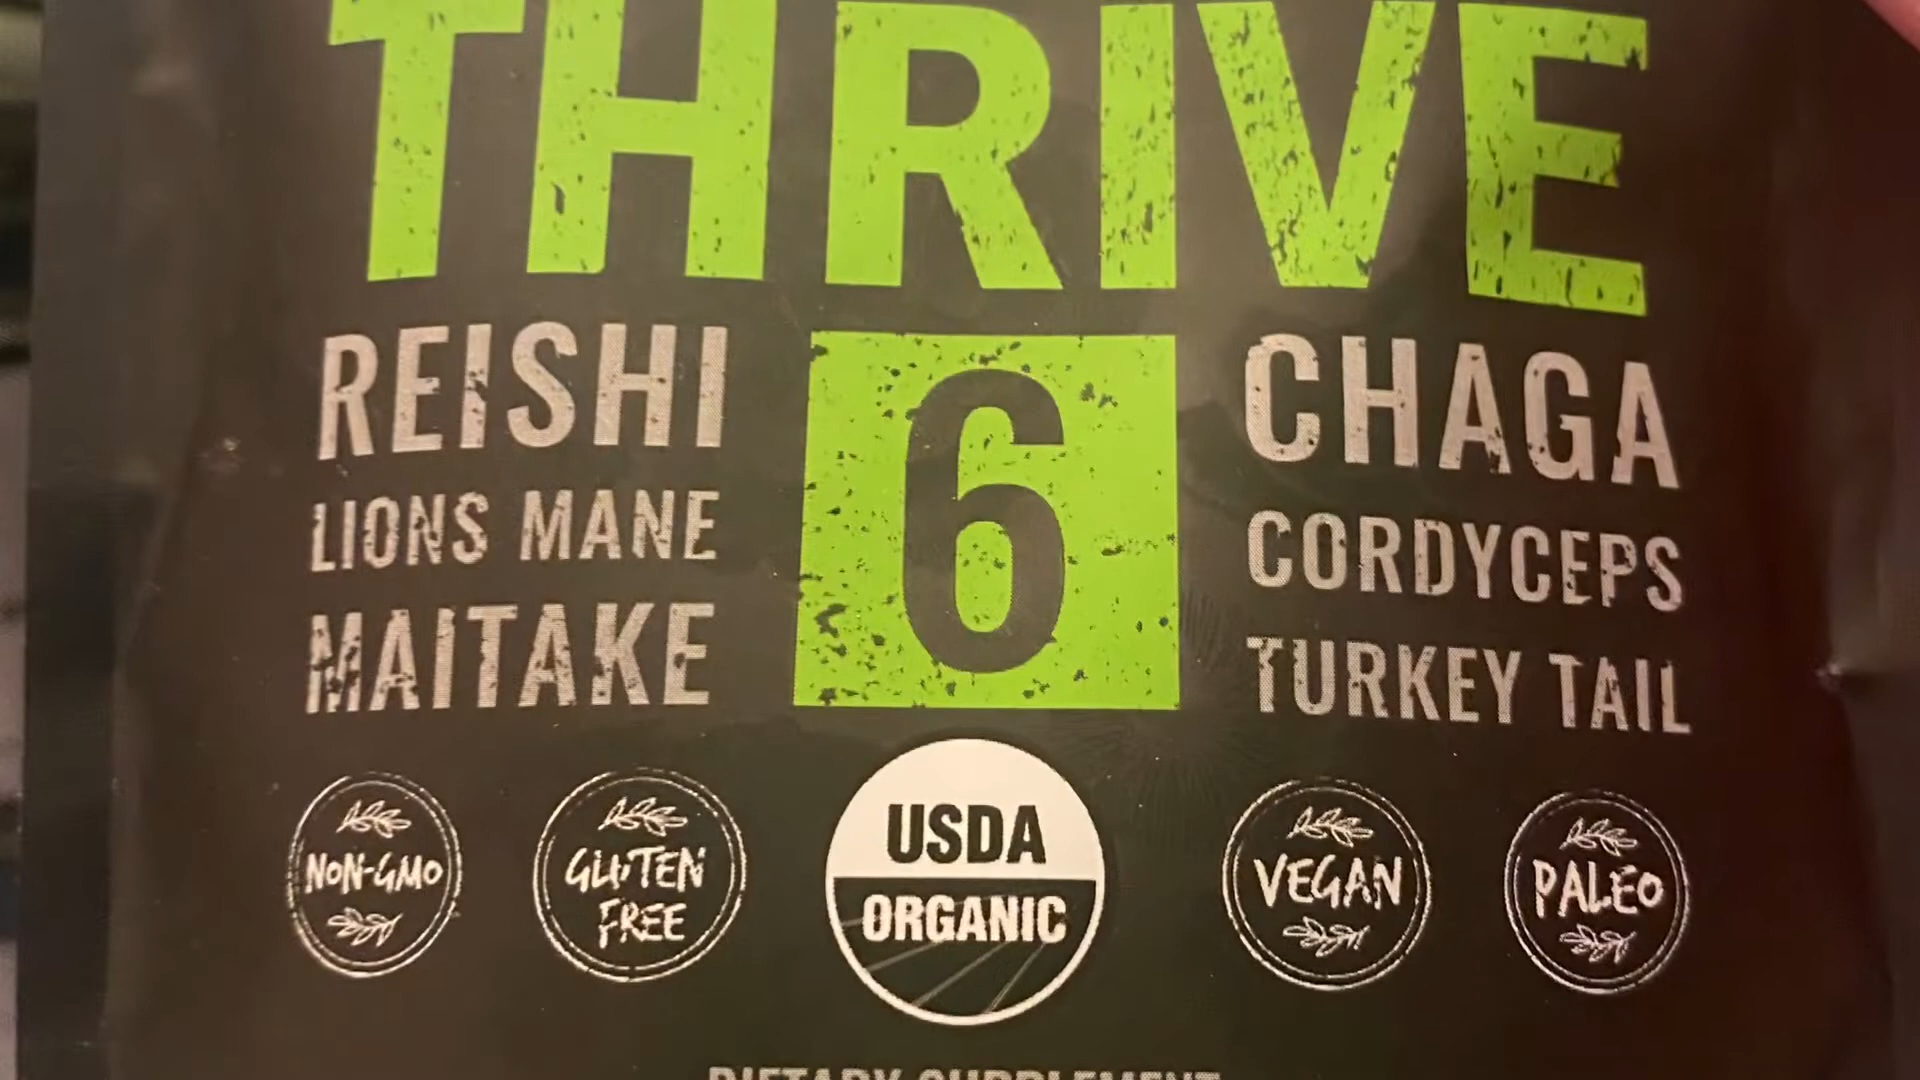 THRIVE
6
REISHI
LIONS MANE
MAITAKE
CHAGA
CORDYCEPS
TURKEY TAIL
NON-GMO
GLUTEN
FREE
USDA
ORGANIC
VEGAN
PALEO
DIETARY SUPPLEMENT